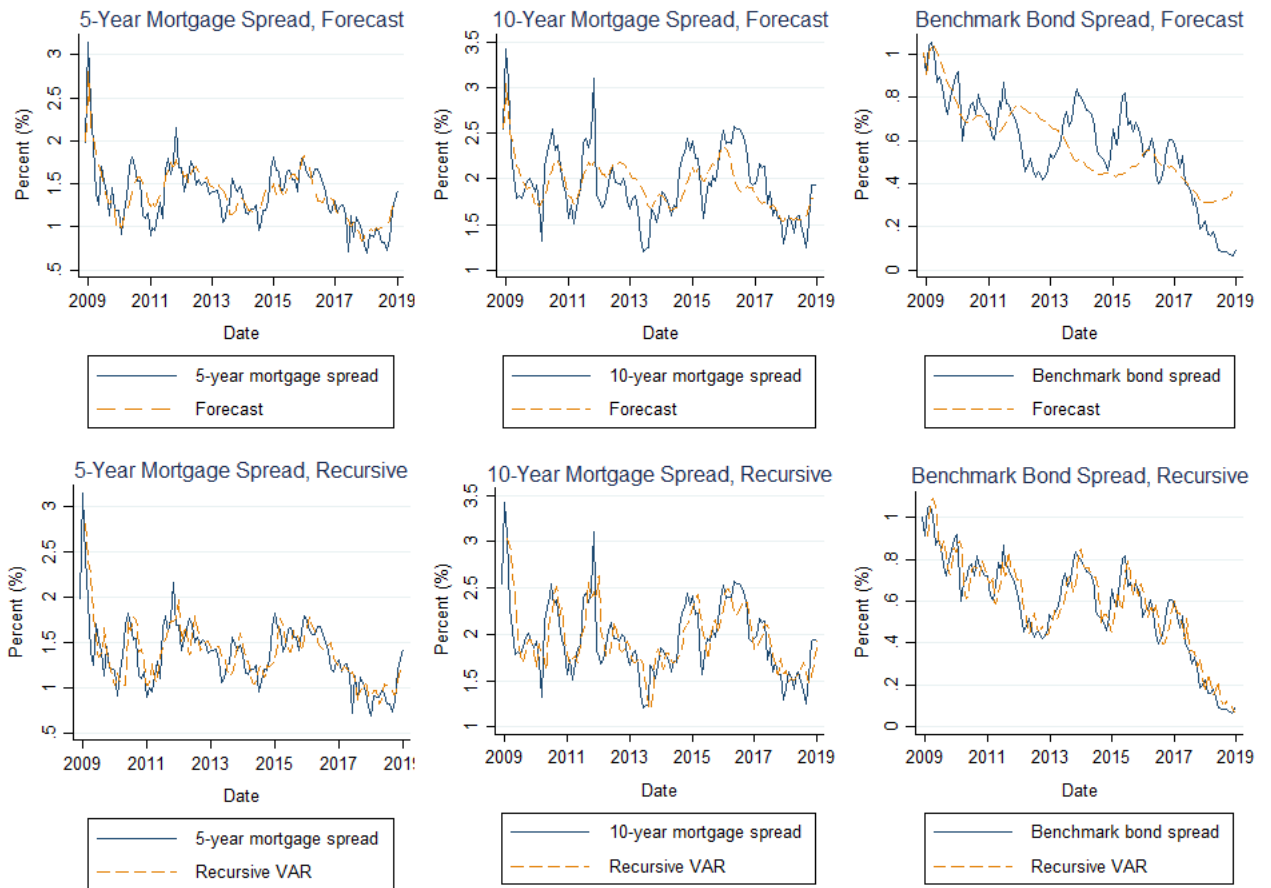 5-Year Mortgage Spread, Forecast
Percent (%)
3
2.5
2
1.5
1
.5
2009 2011 2013 2015 2017 2019
Date
5-year mortgage spread
Forecast
10-Year Mortgage Spread, Forecast
Percent (%)
3.5
3
2.5
2
1.5
1
2009 2011 2013 2015 2017 2019
Date
10-year mortgage spread
Forecast
Benchmark Bond Spread, Forecast
Percent (%)
1
.8
.6
.4
.2
0
2009 2011 2013 2015 2017 2019
Date
Benchmark bond spread
Forecast
5-Year Mortgage Spread, Recursive
Percent (%)
3
2.5
2
1.5
1
.5
2009 2011 2013 2015 2017
Date
5-year mortgage spread
Recursive VAR
10-Year Mortgage Spread, Recursive
Percent (%)
3.5
3
2.5
2
1.5
1
2009 2011 2013 2015 2017 2019
Date
10-year mortgage spread
Recursive VAR
Benchmark Bond Spread, Recursive
Percent (%)
1
.8
.6
.4
.2
0
2009 2011 2013 2015 2017 2019
Date
Benchmark bond spread
Recursive VAR